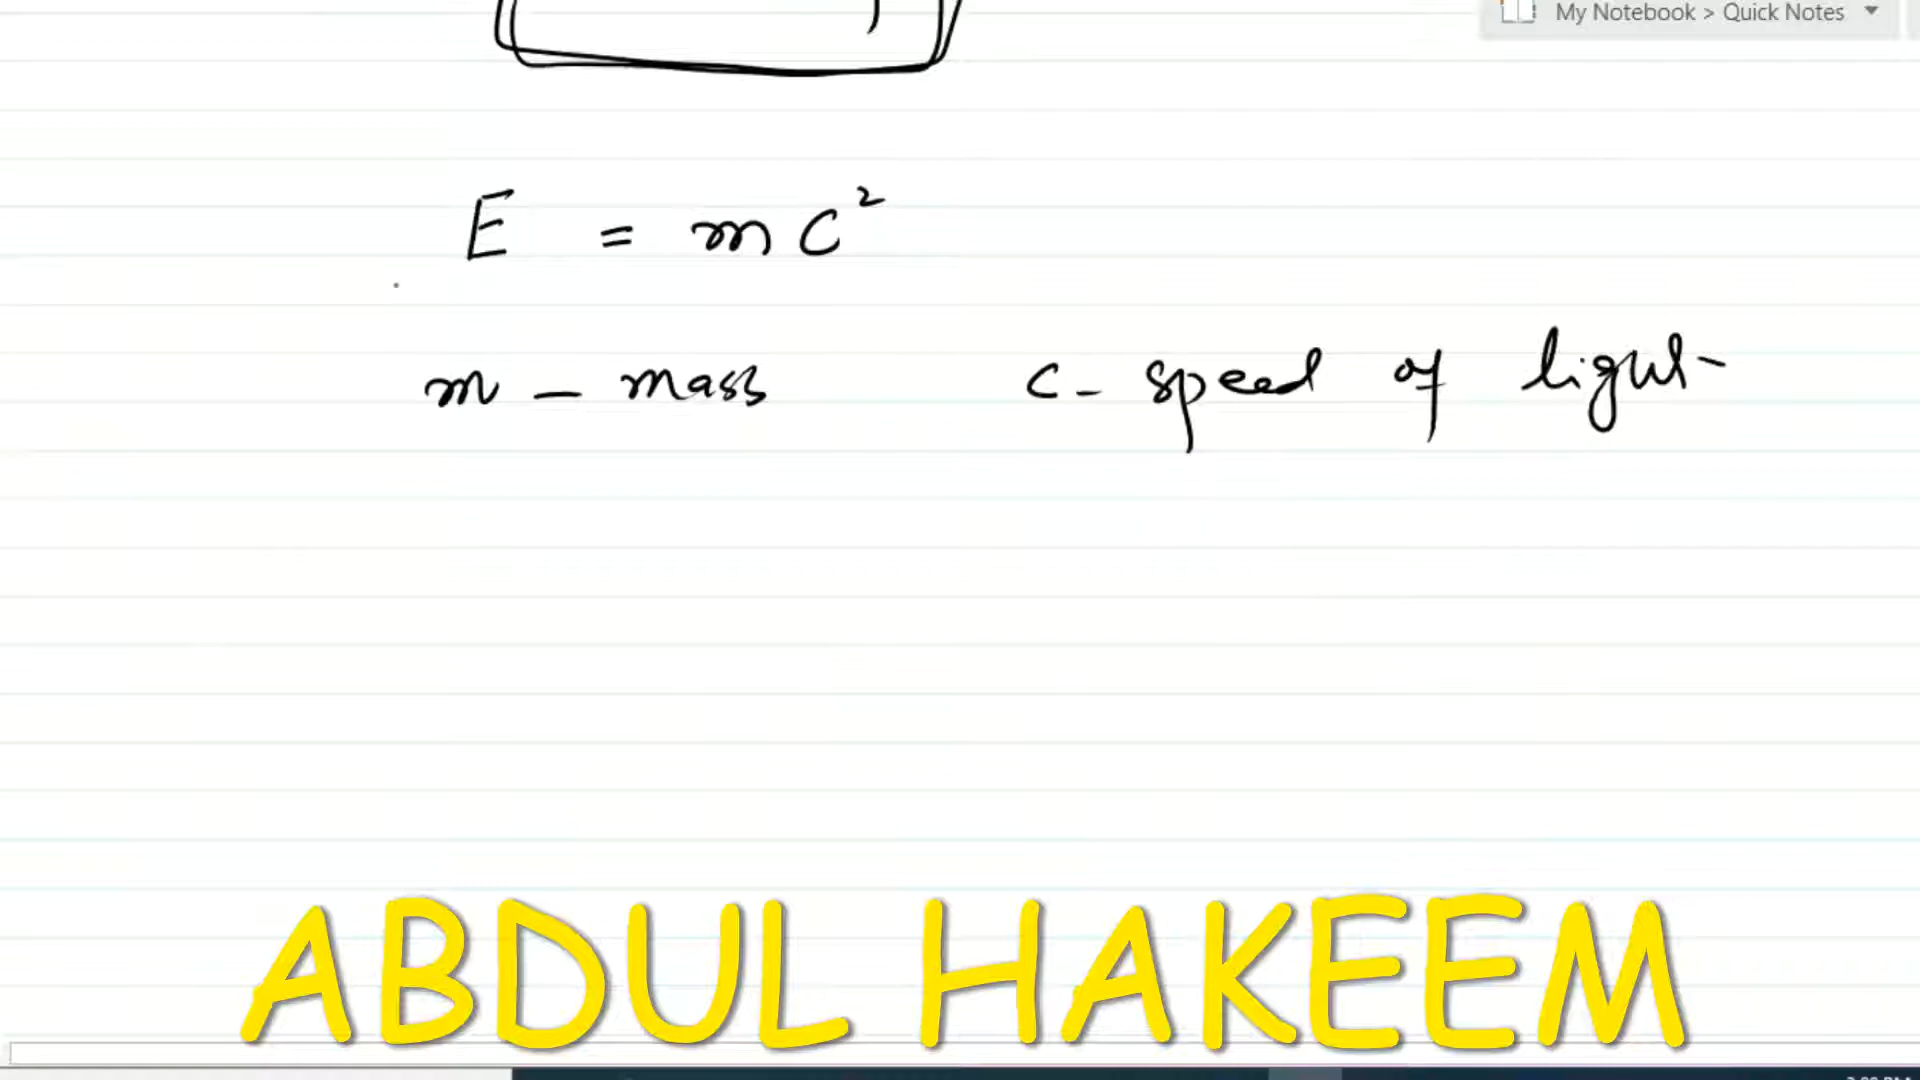 My Notebook > Quick Notes
E = mc²
m - mass c - speed of light
ABDUL HAKEEM